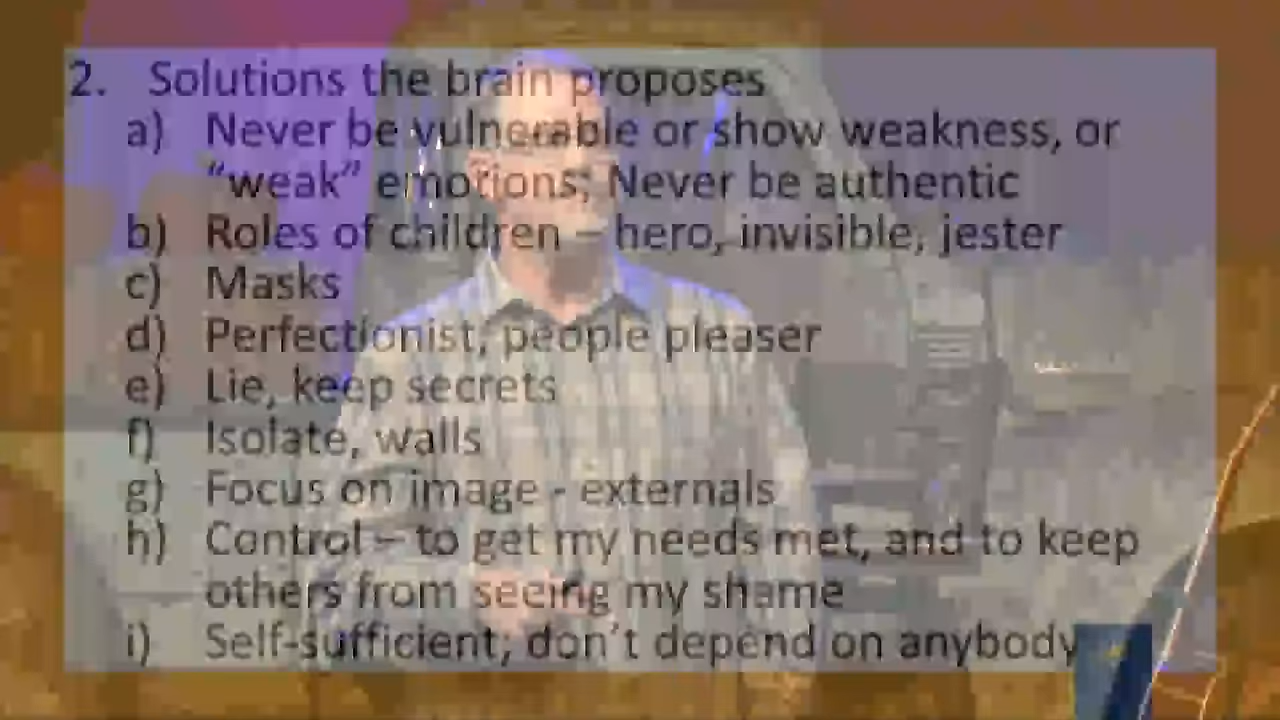 2. Solutions the brain proposes
a) Never be vulnerable or show weakness, or
“weak” emotions; Never be authentic
b) Roles of children – hero, invisible, jester
c) Masks
d) Perfectionist; people pleaser
e) Lie, keep secrets
f) Isolate, walls
g) Focus on image - externals
h) Control – to get my needs met, and to keep
others from seeing my shame
i) Self-sufficient; don’t depend on anybody